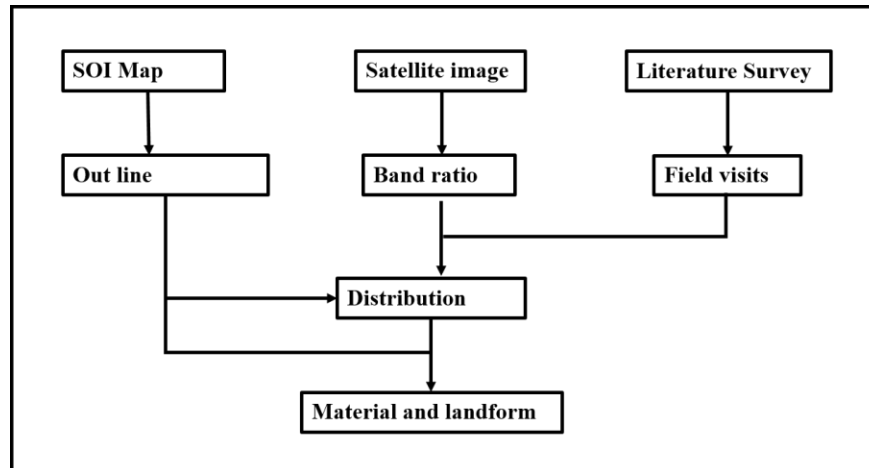 SOI Map
Satellite image
Literature Survey
Out line
Band ratio
Field visits
Distribution
Material and landform